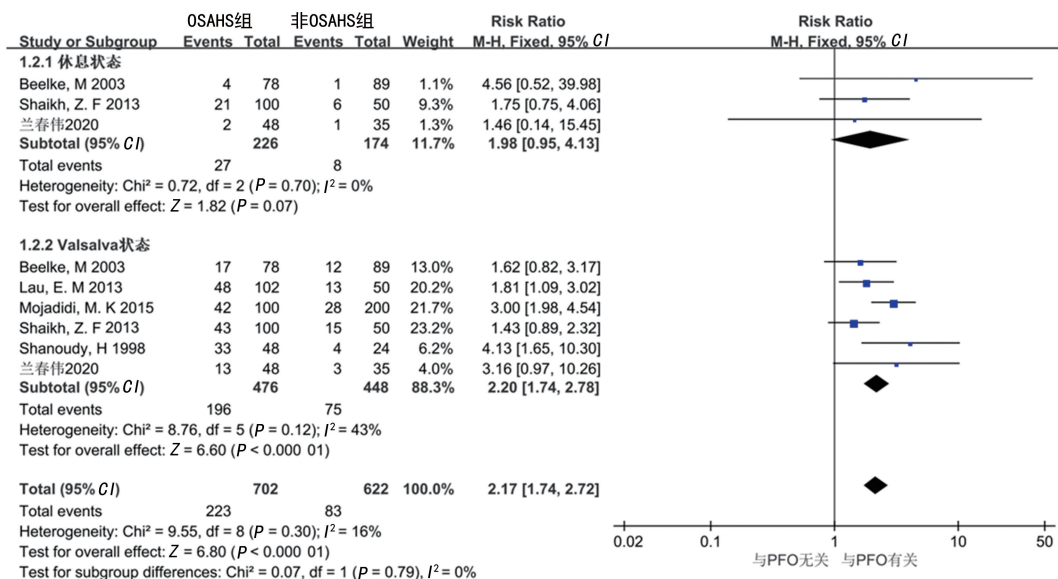 OSAHS组 非OSAHS组 Risk Ratio Risk Ratio
Study or Subgroup Events Total Events Total Weight M-H, Fixed, 95% CI M-H, Fixed, 95% CI
1.2.1 休息状态
Beelke, M 2003 4 78 1 89 1.1% 4.56 [0.52, 39.98]
Shaikh, Z. F 2013 21 100 6 50 9.3% 1.75 [0.75, 4.06]
兰春伟2020 2 48 1 35 1.3% 1.46 [0.14, 15.45]
Subtotal (95% CI) 226 174 11.7% 1.98 [0.95, 4.13]
Total events 27 8
Heterogeneity: Chi² = 0.72, df = 2 (P = 0.70); I² = 0%
Test for overall effect: Z = 1.82 (P = 0.07)
1.2.2 Valsalva状态
Beelke, M 2003 17 78 12 89 13.0% 1.62 [0.82, 3.17]
Lau, E. M 2013 48 102 13 50 20.2% 1.81 [1.09, 3.02]
Mojadidi, M. K 2015 42 100 28 200 21.7% 3.00 [1.98, 4.54]
Shaikh, Z. F 2013 43 100 15 50 23.2% 1.43 [0.89, 2.32]
Shanoudy, H 1998 33 48 4 24 6.2% 4.13 [1.65, 10.30]
兰春伟2020 13 48 3 35 4.0% 3.16 [0.97, 10.26]
Subtotal (95% CI) 476 448 88.3% 2.20 [1.74, 2.78]
Total events 196 75
Heterogeneity: Chi² = 8.76, df = 5 (P = 0.12); I² = 43%
Test for overall effect: Z = 6.60 (P < 0.000 01)
Total (95% CI) 702 622 100.0% 2.17 [1.74, 2.72]
Total events 223 83
Heterogeneity: Chi² = 9.55, df = 8 (P = 0.30); I² = 16%
Test for overall effect: Z = 6.80 (P < 0.000 01)
Test for subgroup differences: Chi² = 0.07, df = 1 (P = 0.79), I² = 0%
0.02 0.1 1 10 50
与PFO无关 与PFO有关